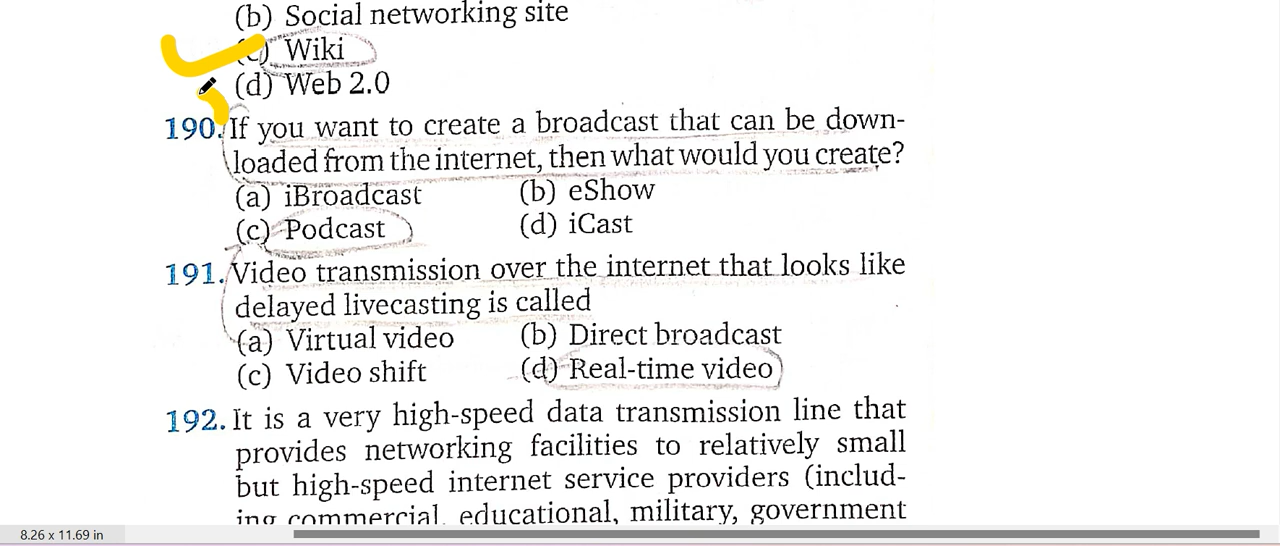 (b) Social networking site
(c) Wiki
(d) Web 2.0
190. If you want to create a broadcast that can be down-
loaded from the internet, then what would you create?
(a) iBroadcast (b) eShow
(c) Podcast (d) iCast
191. Video transmission over the internet that looks like
delayed livecasting is called
(a) Virtual video (b) Direct broadcast
(c) Video shift (d) Real-time video
192. It is a very high-speed data transmission line that
provides networking facilities to relatively small
but high-speed internet service providers (includ-
ing commercial, educational, military, government
8.26 x 11.69 in